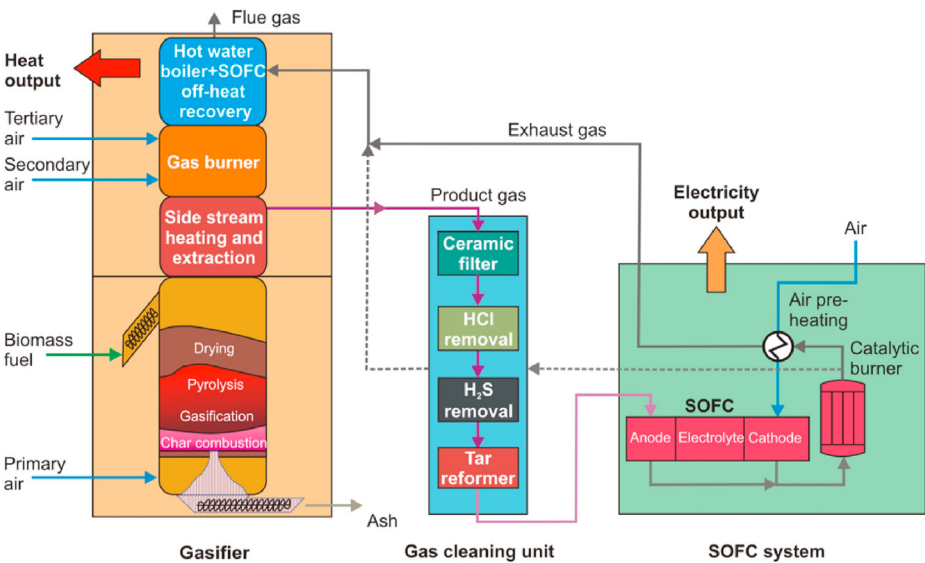 Flue gas
Heat
output
Hot water
boiler+SOFC
off-heat
recovery
Tertiary
air
Secondary
air
Gas burner
Side stream
heating and
extraction
Exhaust gas
Product gas
Electricity
output
Air
Ceramic
filter
HCl
removal
H₂S
removal
Tar
reformer
Air pre-
heating
Catalytic
burner
SOFC
Anode
Electrolyte
Cathode
Biomass
fuel
Drying
Pyrolysis
Gasification
Char combustion
Primary
air
Ash
Gasifier
Gas cleaning unit
SOFC system